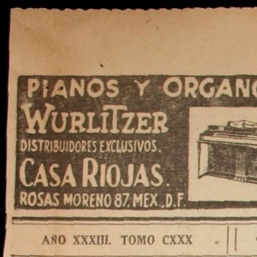 PIANOS Y ORGANO
WURLITZER
DISTRIBUIDORES EXCLUSIVOS.
CASA RIOJAS.
ROSAS MORENO 87. MEX., D.F.
AÑO XXXIII. TOMO CXXX